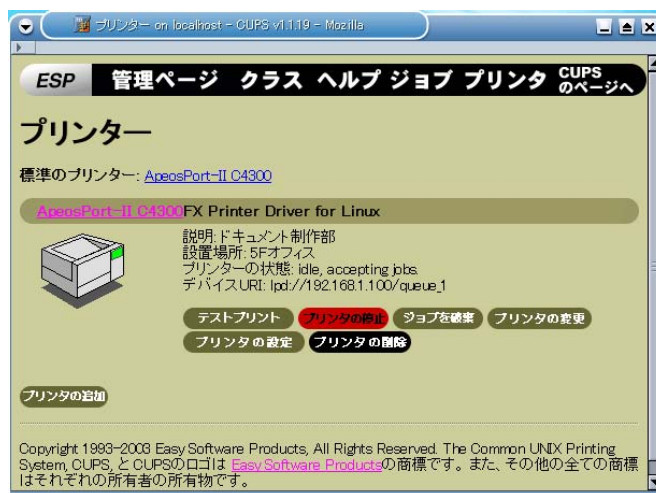 プリンター on localhost - CUPS v1.1.19 - Mozilla
ESP 管理ページ クラス ヘルプ ジョブ プリンタ CUPSのページへ
プリンター
標準のプリンター: ApeosPort-II C4300
ApeosPort-II C4300FX Printer Driver for Linux
説明: ドキュメント制作部
設置場所: 5Fオフィス
プリンターの状態: idle, accepting jobs.
デバイスURI: lpd://192.168.1.100/queue_1
テストプリント プリンタの停止 ジョブを破棄 プリンタの変更
プリンタの設定 プリンタの削除
プリンタの追加
Copyright 1993-2003 Easy Software Products, All Rights Reserved. The Common UNIX Printing
System, CUPS, と CUPSのロゴは Easy Software Productsの商標です。また、その他の全ての商標
はそれぞれの所有者の所有物です。